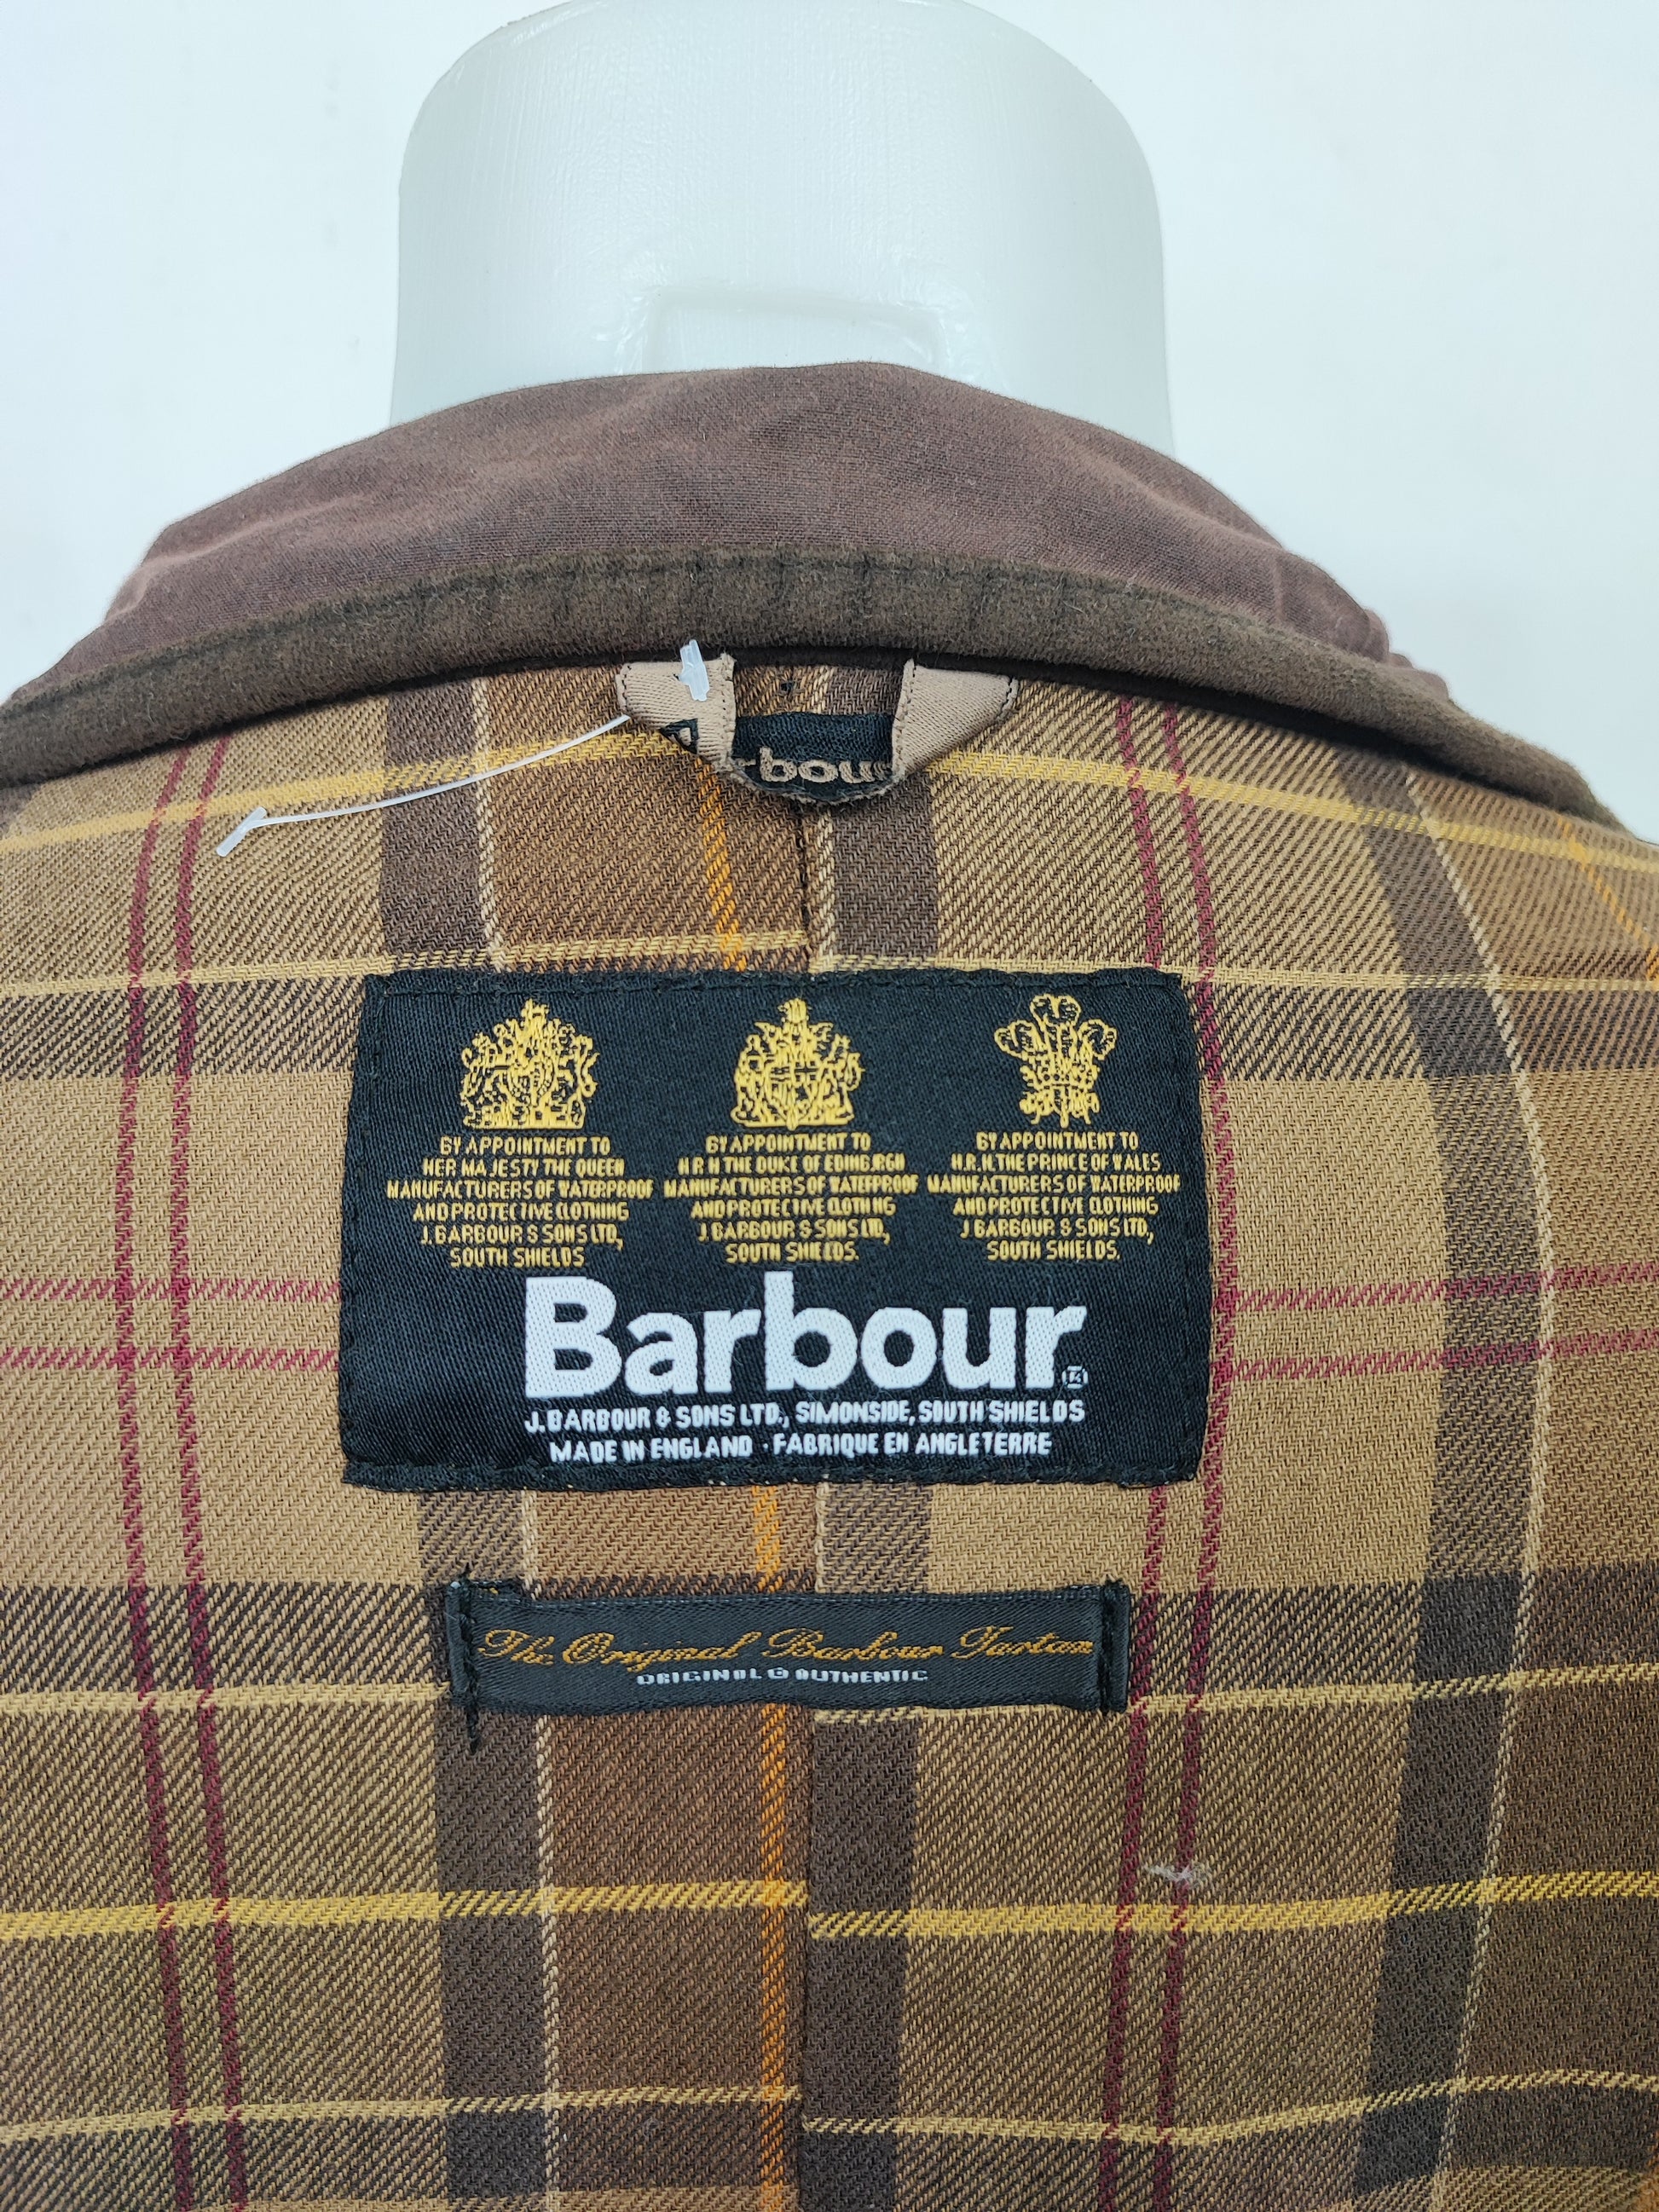 rbour
BY APPOINTMENT TO
HER MAJESTY THE QUEEN
MANUFACTURERS OF WATERPROOF
AND PROTECTIVE CLOTHING
J. BARBOUR & SONS LTD,
SOUTH SHIELDS
BY APPOINTMENT TO
H R H THE DUKE OF EDINBURGH
MANUFACTURERS OF WATERPROOF
AND PROTECTIVE CLOTHING
J BARBOUR & SONS LTD,
SOUTH SHIELDS.
BY APPOINTMENT TO
H.R.H. THE PRINCE OF WALES
MANUFACTURERS OF WATERPROOF
AND PROTECTIVE CLOTHING
J BARBOUR & SONS LTD,
SOUTH SHIELDS.
Barbour®
J. BARBOUR & SONS LTD., SIMONSIDE, SOUTH SHIELDS
MADE IN ENGLAND · FABRIQUE EN ANGLETERRE
The Original Barbour Tartan
ORIGINAL & AUTHENTIC